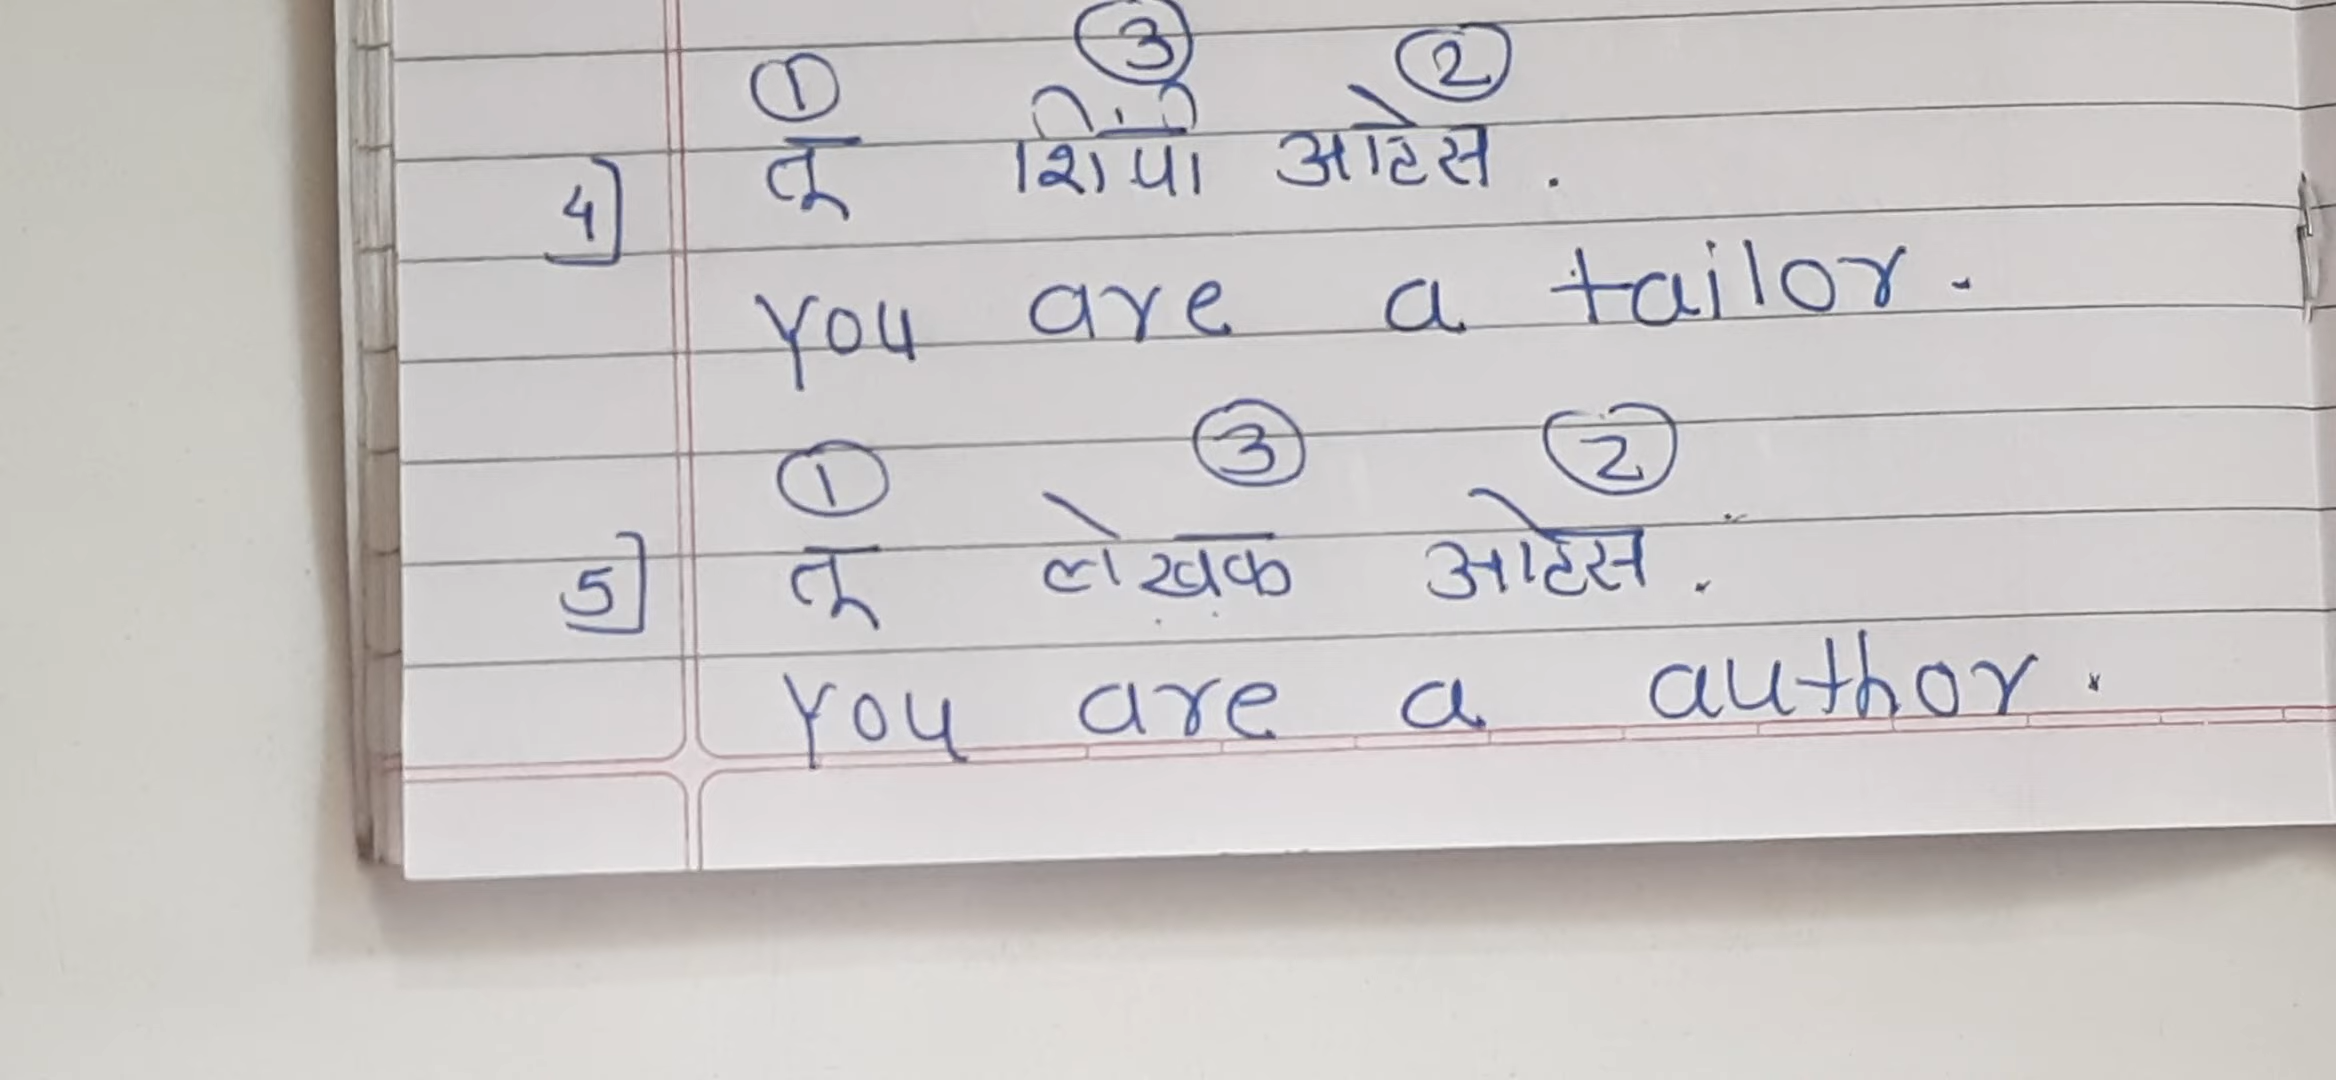 ① ③ ②
4] तू शिंपी आहेस.
You are a tailor.
① ③ ②
5] तू लेखक आहेस.
You are a author.